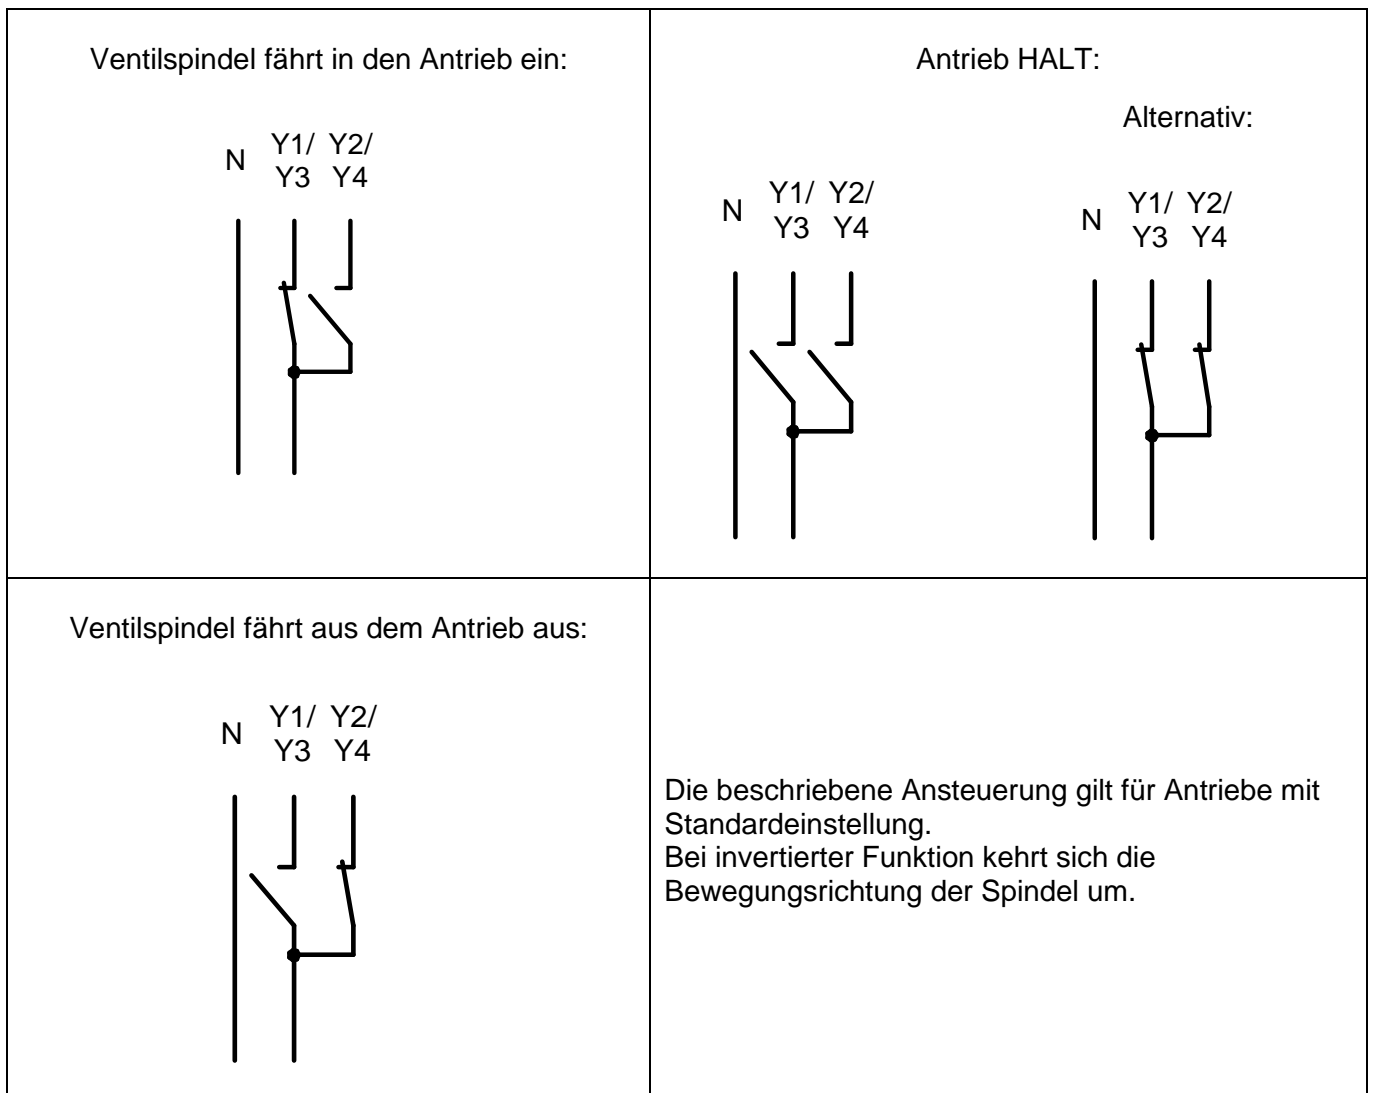 Ventilspindel fährt in den Antrieb ein:
N Y1/ Y2/
Y3 Y4
Antrieb HALT:
Alternativ:
N Y1/ Y2/
Y3 Y4
N Y1/ Y2/
Y3 Y4
Ventilspindel fährt aus dem Antrieb aus:
N Y1/ Y2/
Y3 Y4
Die beschriebene Ansteuerung gilt für Antriebe mit
Standardeinstellung.
Bei invertierter Funktion kehrt sich die
Bewegungsrichtung der Spindel um.